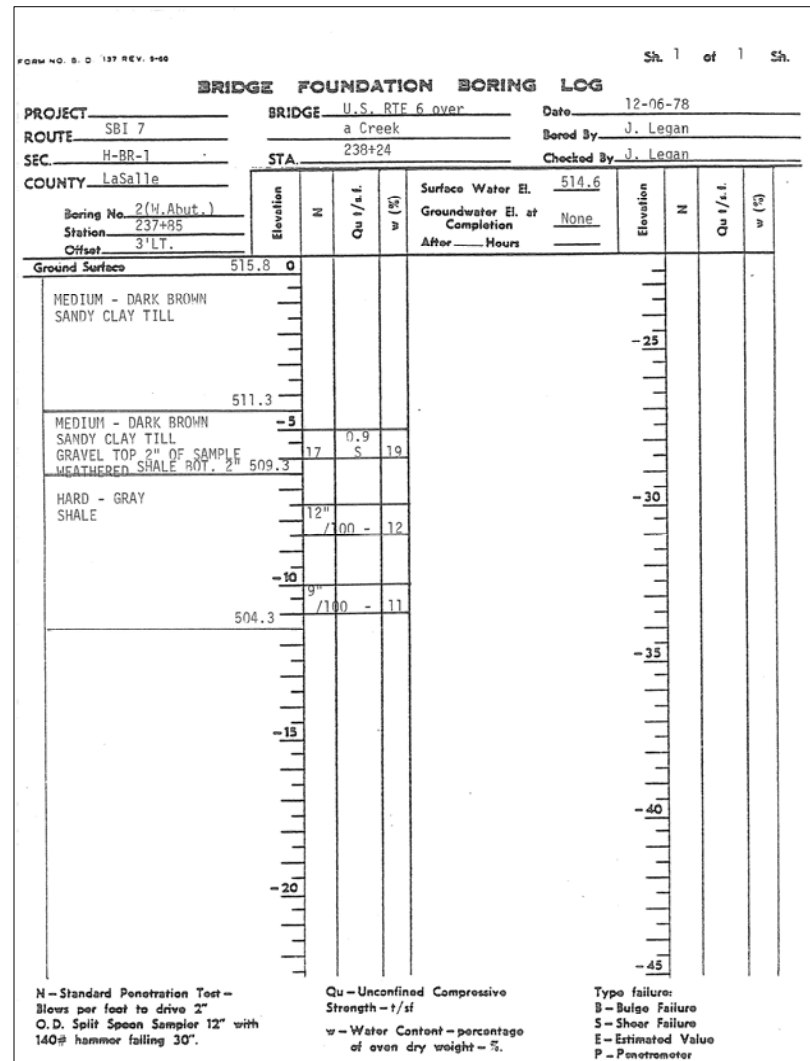 FORM NO. B. D. 137 REV. 9-60
Sh. 1 of 1 Sh.
BRIDGE FOUNDATION BORING LOG
PROJECT
BRIDGE U.S. RTE 6 over
Date 12-06-78
ROUTE SBI 7
a Creek
Bored By J. Legan
SEC. H-BR-1
STA. 238+24
Checked By J. Legan
COUNTY LaSalle
Boring No. 2(W.Abut.)
Station 237+85
Offset 3'LT.
Elevation
N
Qu t/s.f.
w (%)
Surface Water El. 514.6
Groundwater El. at
Completion None
After Hours
Elevation
N
Qu t/s.f.
w (%)
Ground Surface 515.8 0
MEDIUM - DARK BROWN
SANDY CLAY TILL
-25
511.3
MEDIUM - DARK BROWN -5
SANDY CLAY TILL 0.9
GRAVEL TOP 2" OF SAMPLE 17 S 19
WEATHERED SHALE BOT. 2" 509.3
HARD - GRAY -30
SHALE 12"
/100 - 12
-10
9"
/100 - 11
504.3
-35
-15
-40
-20
-45
N - Standard Penetration Test -
Blows per foot to drive 2"
O.D. Split Spoon Sampler 12" with
140# hammer falling 30".
Qu - Unconfined Compressive
Strength - t/sf
w - Water Content - percentage
of oven dry weight - %.
Type failure:
B - Bulge Failure
S - Shear Failure
E - Estimated Value
P - Penetrometer